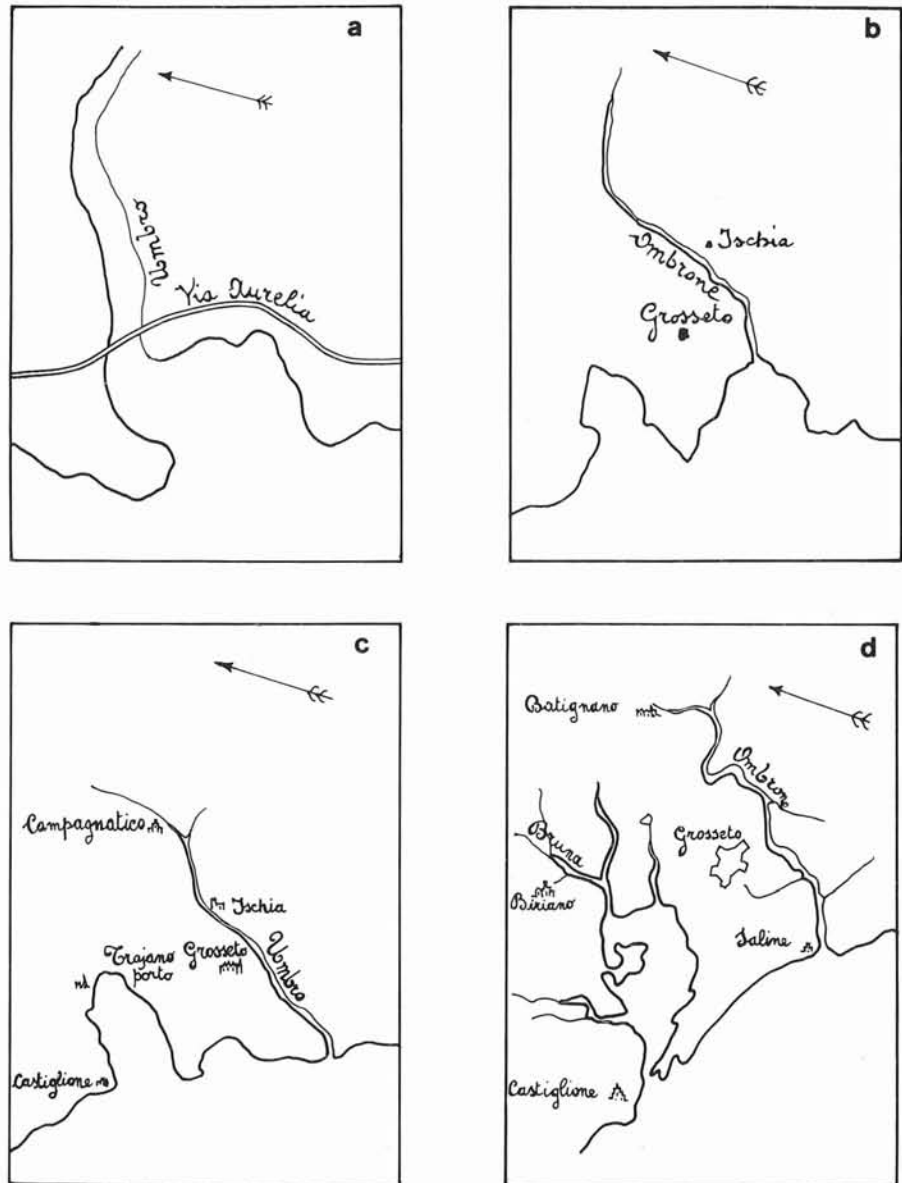 a
Umbro
Via Aurelia
b
Ischia
Ombrone
Grosseto
c
Campagnatico
Ischia
Trajano
porto
Grosseto
Umbro
Castiglione
d
Batignano
Ombrone
Bruna
Grosseto
Biriano
Saline
Castiglione